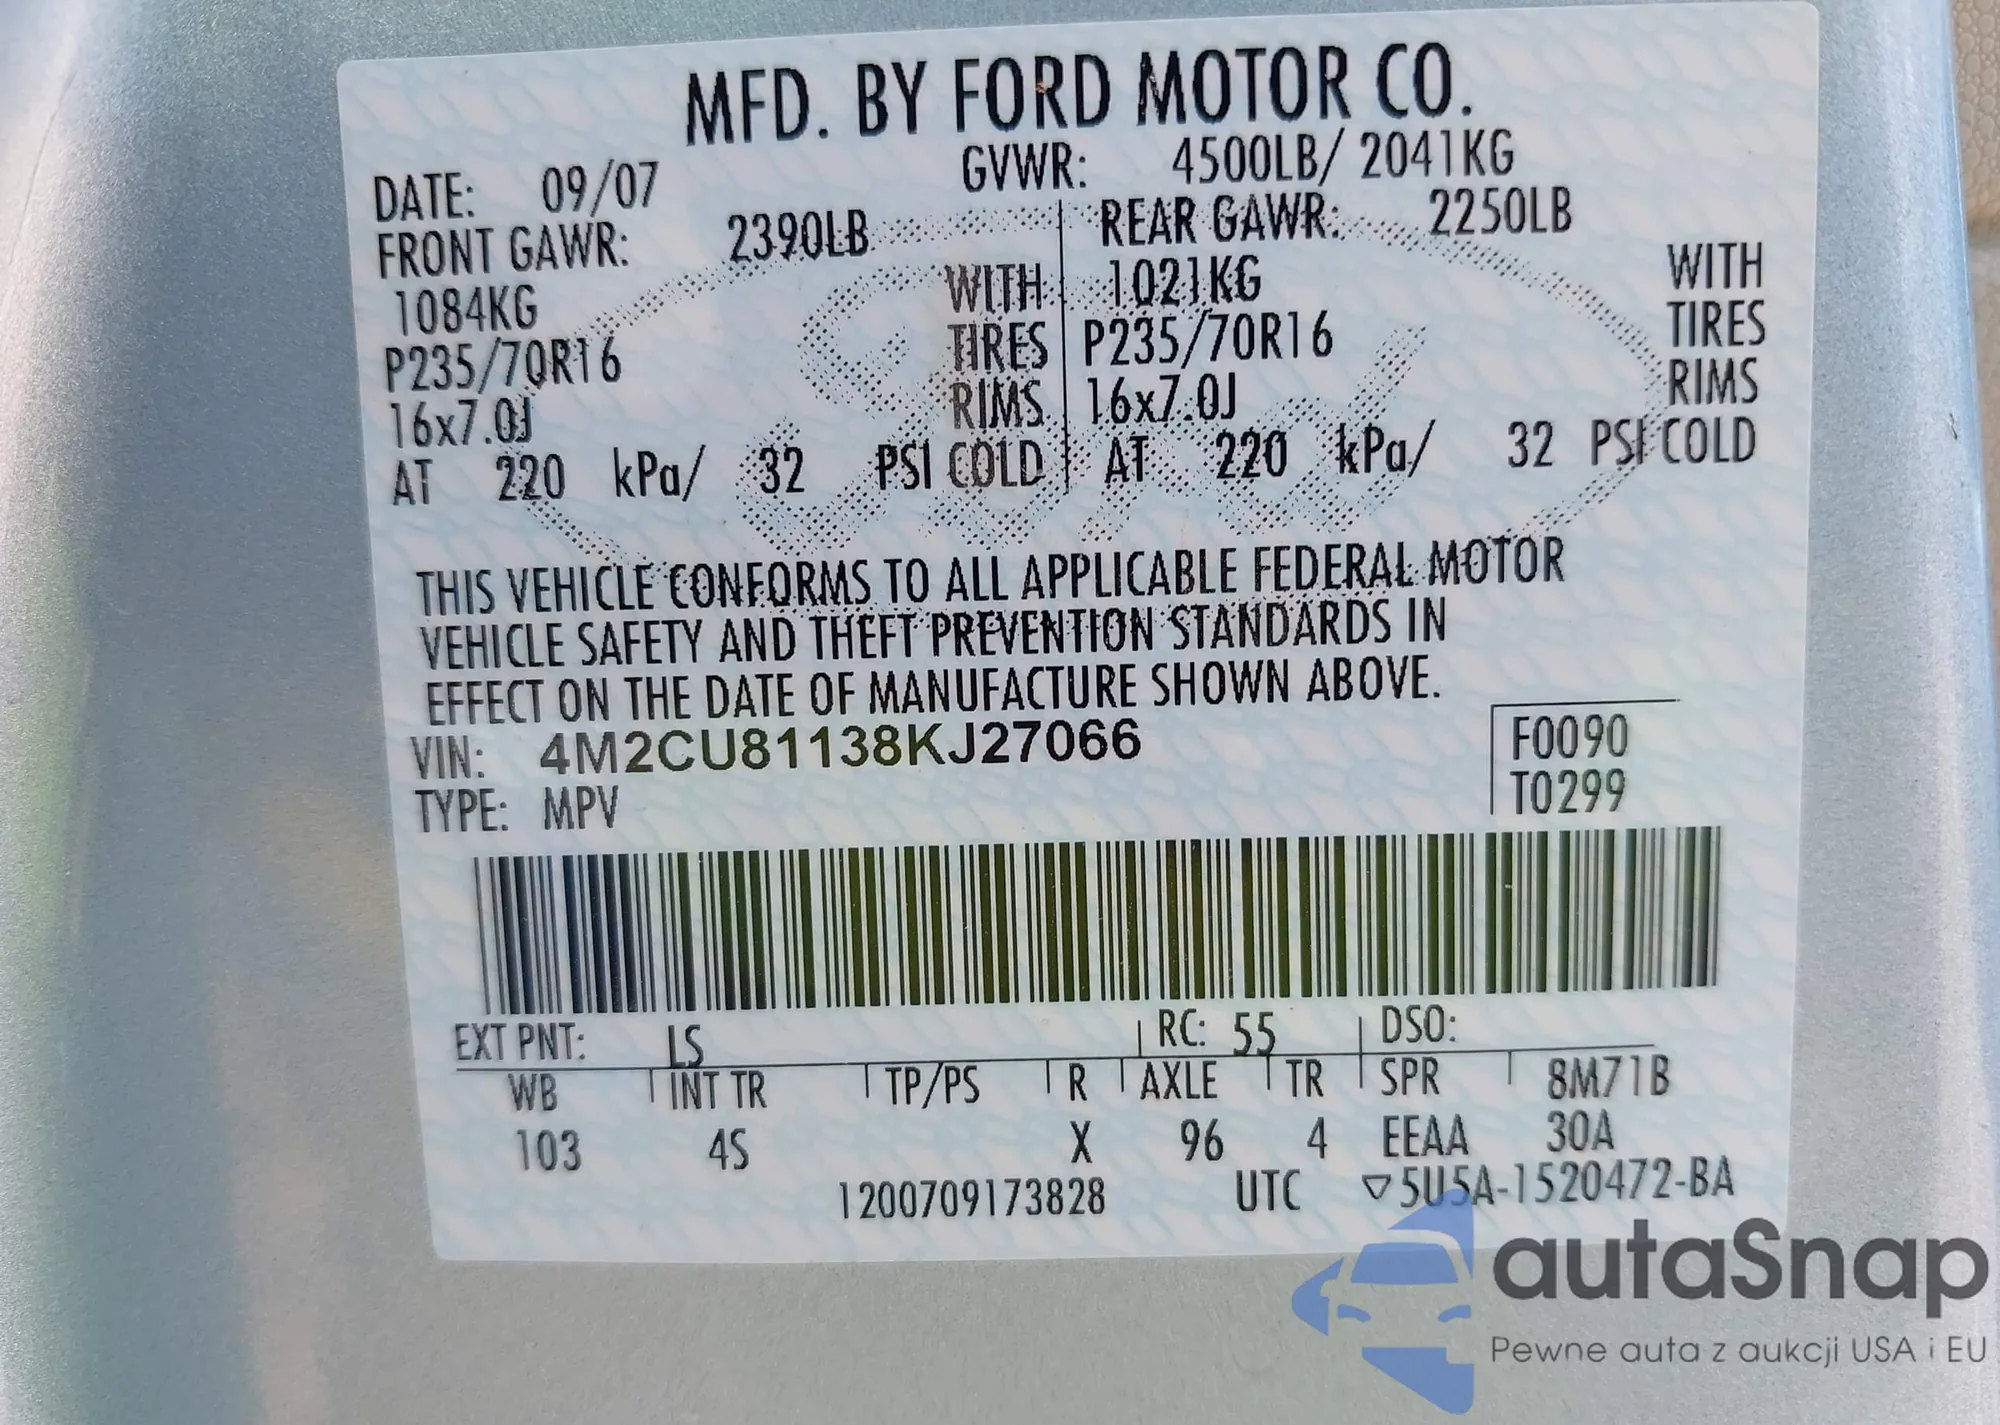 MFD. BY FORD MOTOR CO.
DATE: 09/07 GVWR: 4500LB/ 2041KG
FRONT GAWR: 2390LB REAR GAWR: 2250LB
1084KG WITH 1021KG WITH
P235/70R16 TIRES P235/70R16 TIRES
16x7.0J RIMS 16x7.0J RIMS
AT 220 kPa/ 32 PSI COLD AT 220 kPa/ 32 PSI COLD
THIS VEHICLE CONFORMS TO ALL APPLICABLE FEDERAL MOTOR
VEHICLE SAFETY AND THEFT PREVENTION STANDARDS IN
EFFECT ON THE DATE OF MANUFACTURE SHOWN ABOVE.
VIN: 4M2CU81138KJ27066 F0090
TYPE: MPV T0299
EXT PNT: LS RC: 55 DSO:
WB INT TR TP/PS R AXLE TR SPR 8M71B
103 4S X 96 4 EEAA 30A
1200709173828 UTC ▽5U5A-1520472-BA
autaSnap
Pewne auta z aukcji USA i EU